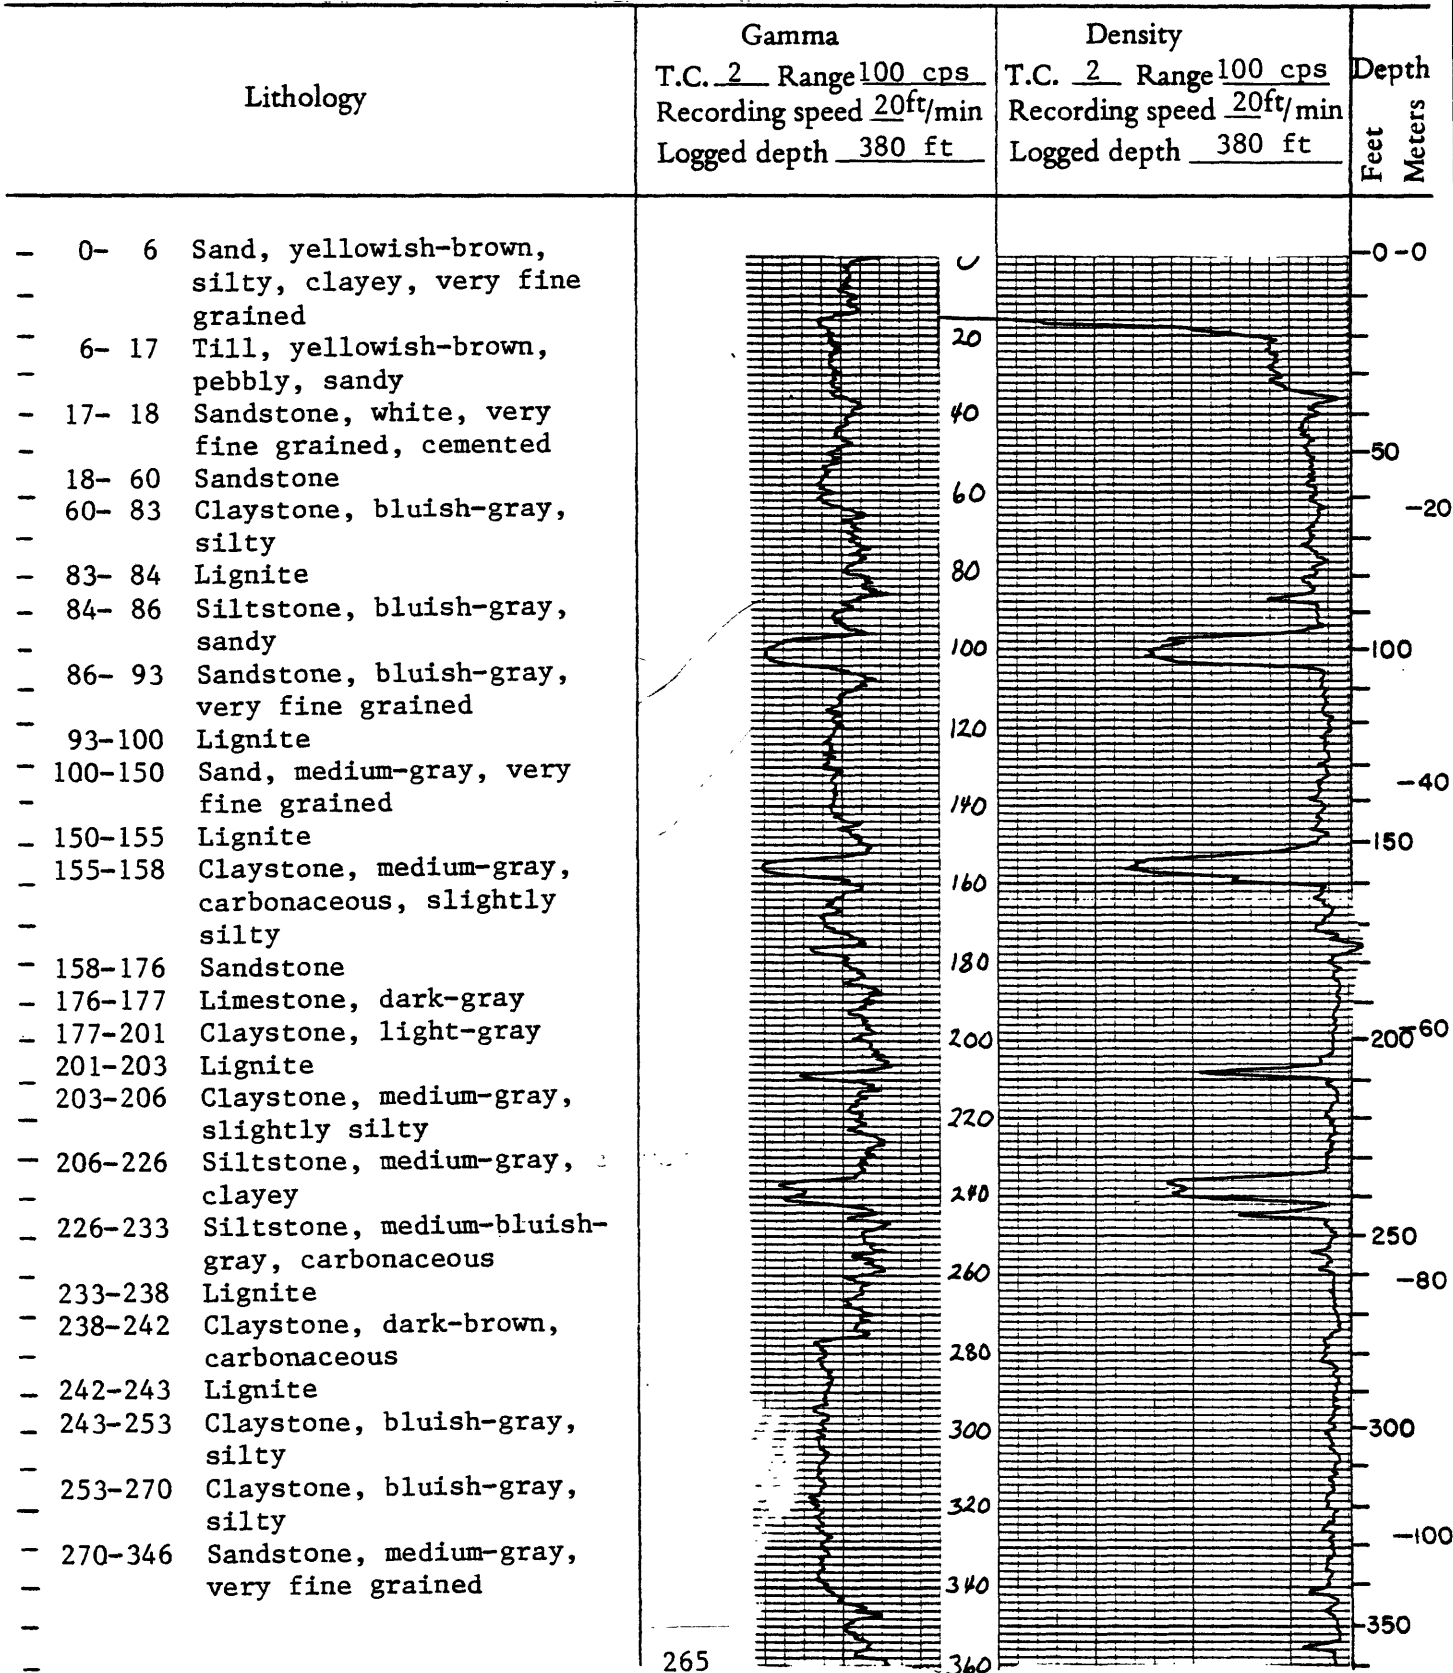 Lithology
Gamma
T.C. 2 Range 100 cps
Recording speed 20ft/min
Logged depth 380 ft
Density
T.C. 2 Range 100 cps
Recording speed 20ft/min
Logged depth 380 ft
Depth
Feet
Meters
0- 6 Sand, yellowish-brown,
silty, clayey, very fine
grained
6- 17 Till, yellowish-brown,
pebbly, sandy
17- 18 Sandstone, white, very
fine grained, cemented
18- 60 Sandstone
60- 83 Claystone, bluish-gray,
silty
83- 84 Lignite
84- 86 Siltstone, bluish-gray,
sandy
86- 93 Sandstone, bluish-gray,
very fine grained
93-100 Lignite
100-150 Sand, medium-gray, very
fine grained
150-155 Lignite
155-158 Claystone, medium-gray,
carbonaceous, slightly
silty
158-176 Sandstone
176-177 Limestone, dark-gray
177-201 Claystone, light-gray
201-203 Lignite
203-206 Claystone, medium-gray,
slightly silty
206-226 Siltstone, medium-gray,
clayey
226-233 Siltstone, medium-bluish-
gray, carbonaceous
233-238 Lignite
238-242 Claystone, dark-brown,
carbonaceous
242-243 Lignite
243-253 Claystone, bluish-gray,
silty
253-270 Claystone, bluish-gray,
silty
270-346 Sandstone, medium-gray,
very fine grained
20
40
60
80
100
120
140
160
180
200
220
240
260
280
300
320
340
360
0 -0
50
-20
100
-40
150
200 -60
250
-80
300
-100
350
265